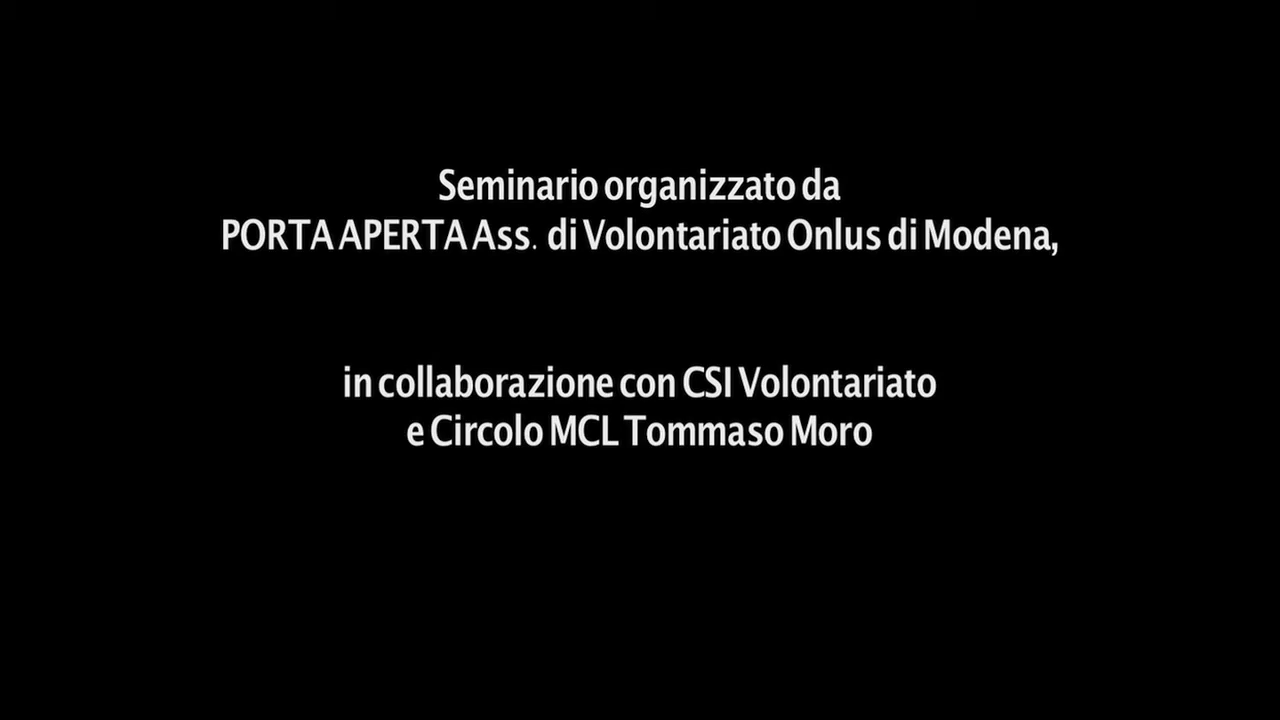 Seminario organizzato da
PORTA APERTA Ass. di Volontariato Onlus di Modena,
in collaborazione con CSI Volontariato
e Circolo MCL Tommaso Moro